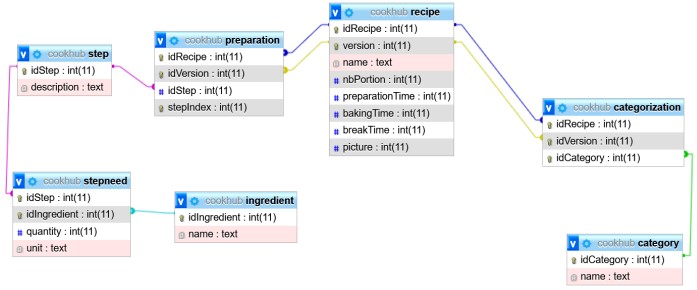 cookhub recipe
idRecipe : int(11)
version : int(11)
name : text
nbPortion : int(11)
preparationTime : int(11)
bakingTime : int(11)
breakTime : int(11)
picture : int(11)
cookhub preparation
idRecipe : int(11)
idVersion : int(11)
idStep : int(11)
stepIndex : int(11)
cookhub step
idStep : int(11)
description : text
cookhub categorization
idRecipe : int(11)
idVersion : int(11)
idCategory : int(11)
cookhub stepneed
idStep : int(11)
idIngredient : int(11)
quantity : int(11)
unit : text
cookhub ingredient
idIngredient : int(11)
name : text
cookhub category
idCategory : int(11)
name : text